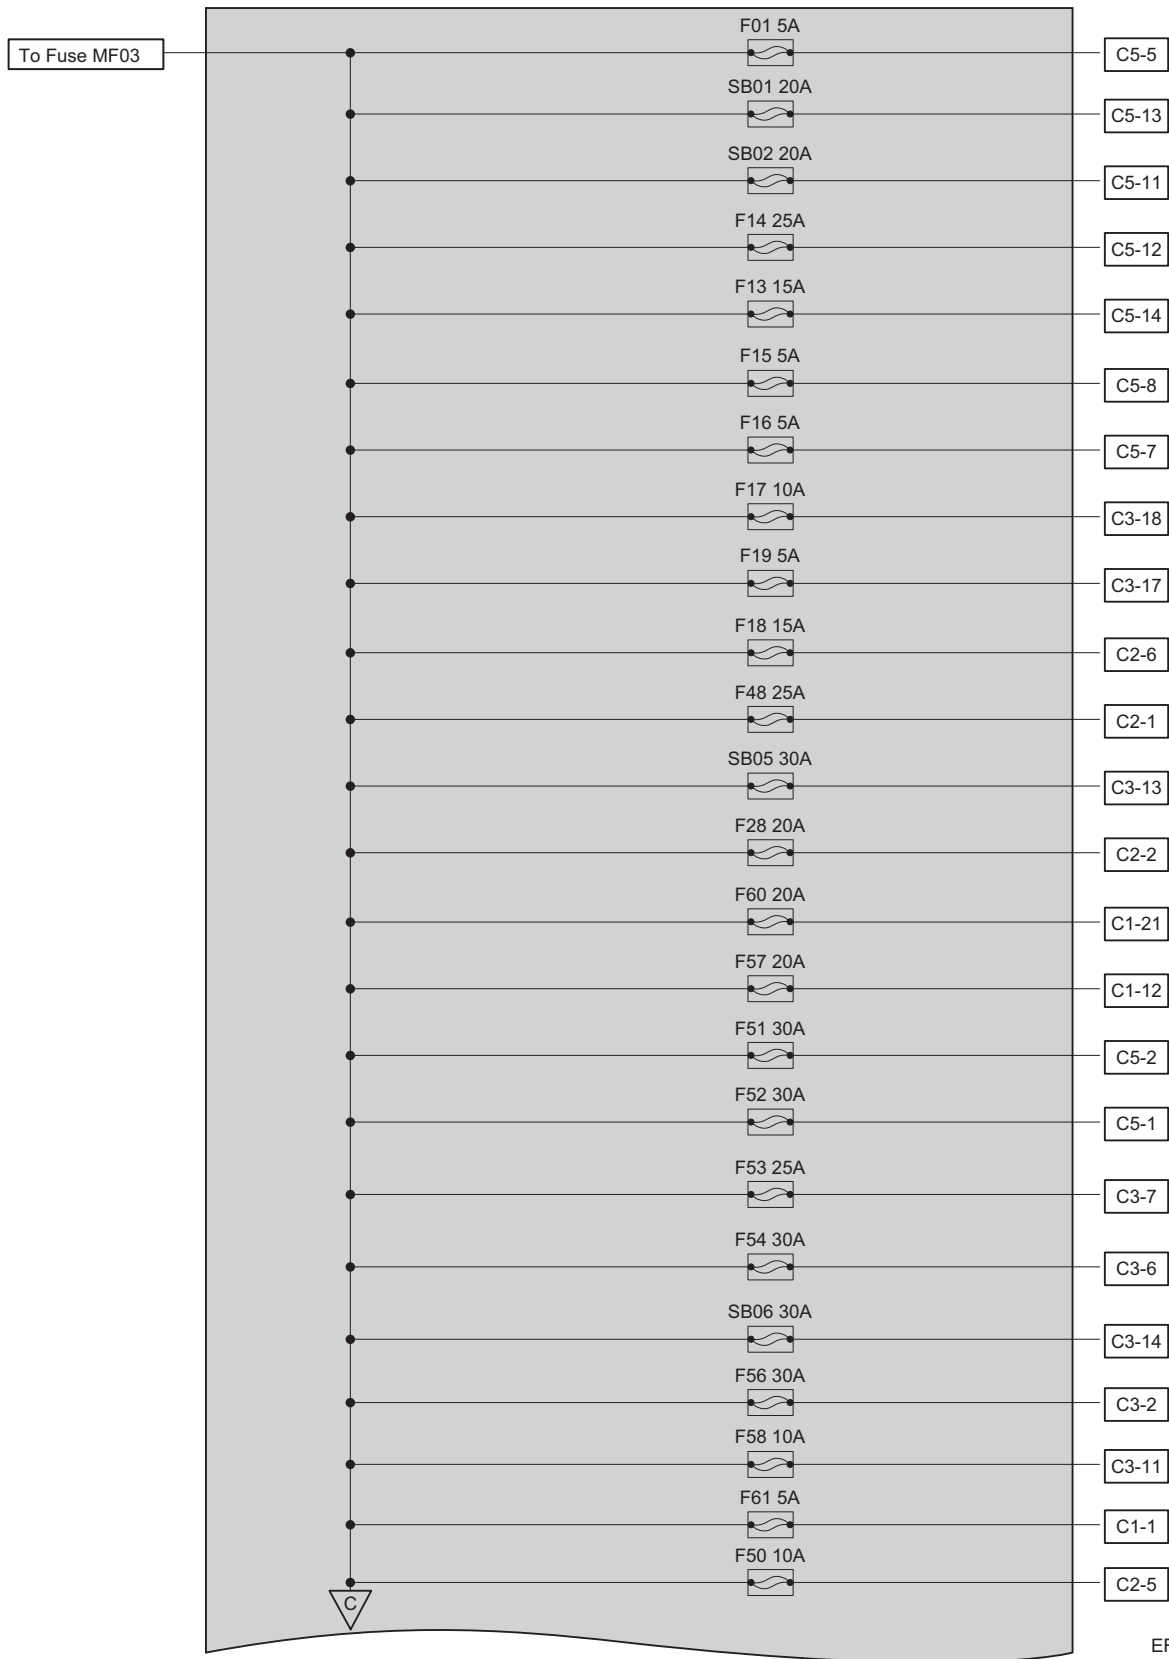 To Fuse MF03
F01 5A
C5-5
SB01 20A
C5-13
SB02 20A
C5-11
F14 25A
C5-12
F13 15A
C5-14
F15 5A
C5-8
F16 5A
C5-7
F17 10A
C3-18
F19 5A
C3-17
F18 15A
C2-6
F48 25A
C2-1
SB05 30A
C3-13
F28 20A
C2-2
F60 20A
C1-21
F57 20A
C1-12
F51 30A
C5-2
F52 30A
C5-1
F53 25A
C3-7
F54 30A
C3-6
SB06 30A
C3-14
F56 30A
C3-2
F58 10A
C3-11
F61 5A
C1-1
F50 10A
C2-5
C